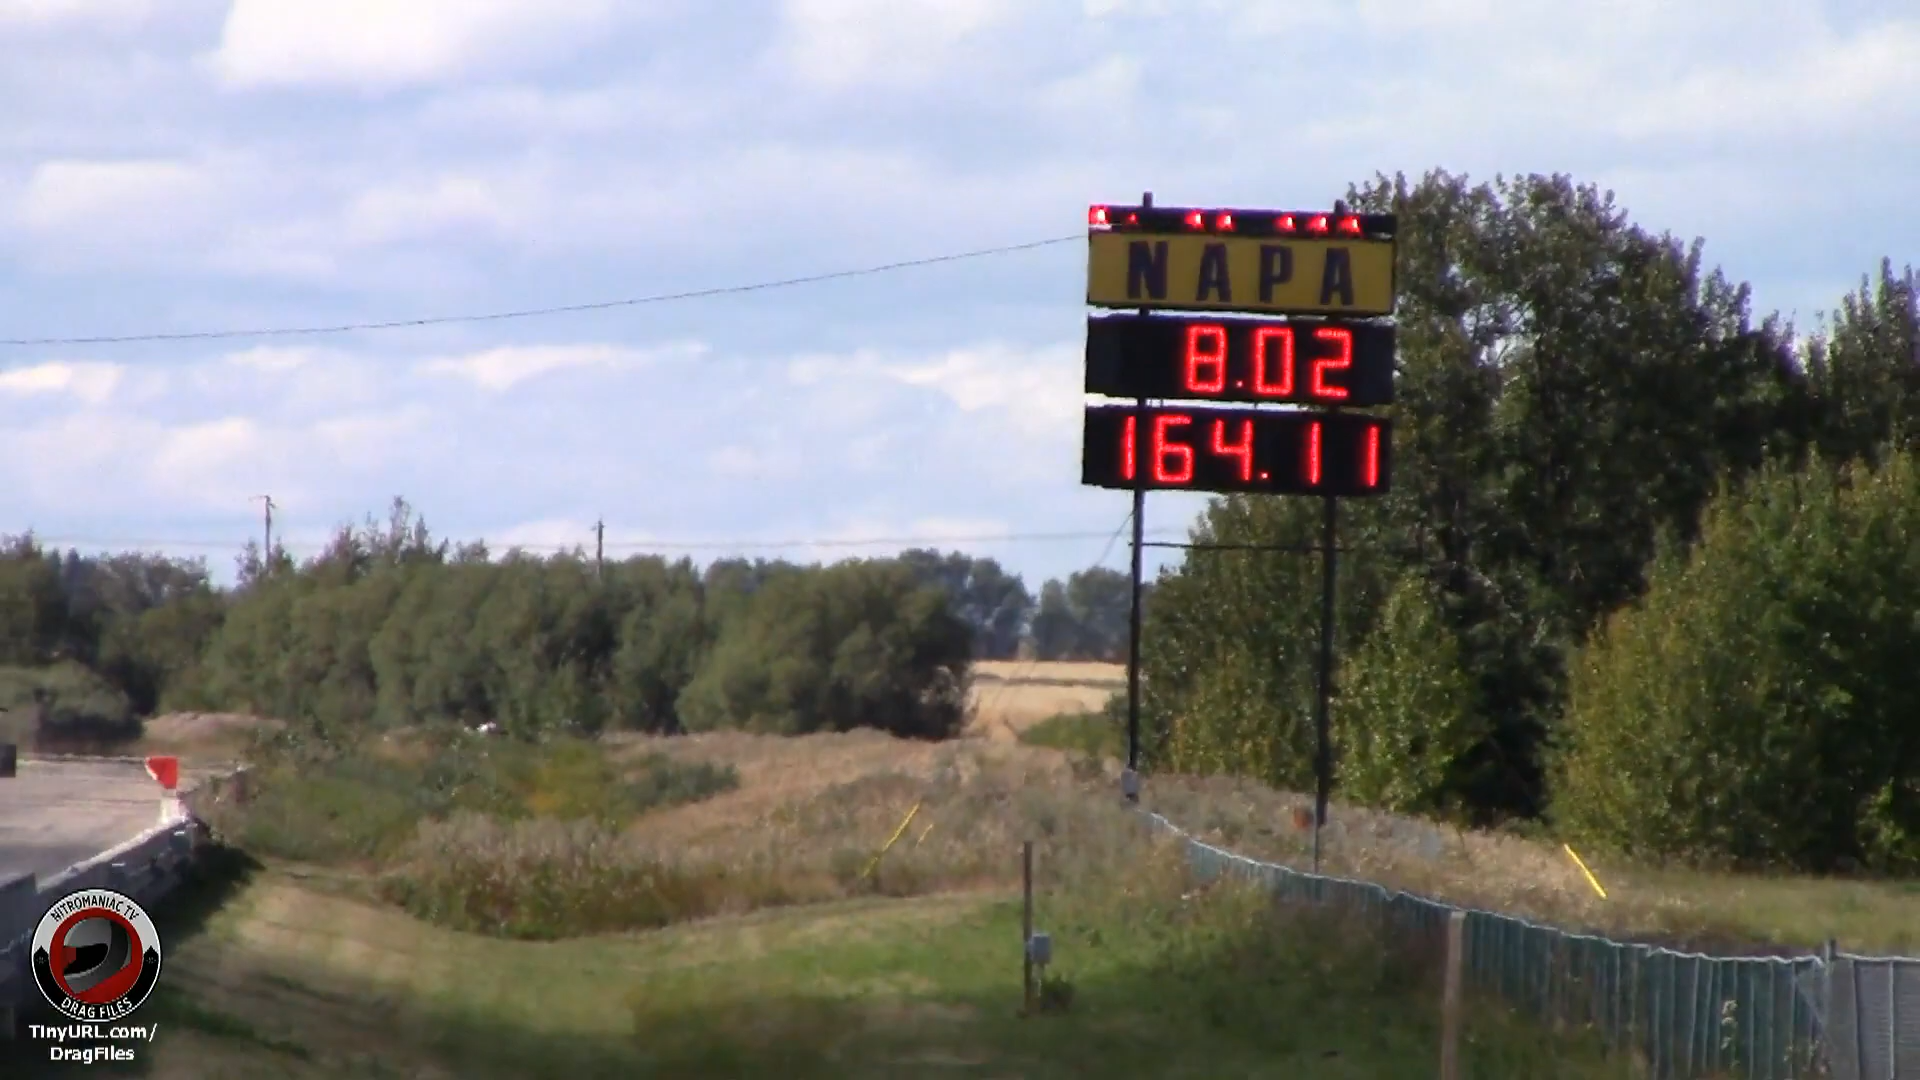 NAPA
8.02
164.11
NITROMANIAC TV
DRAG FILES
TinyURL.com/
DragFiles